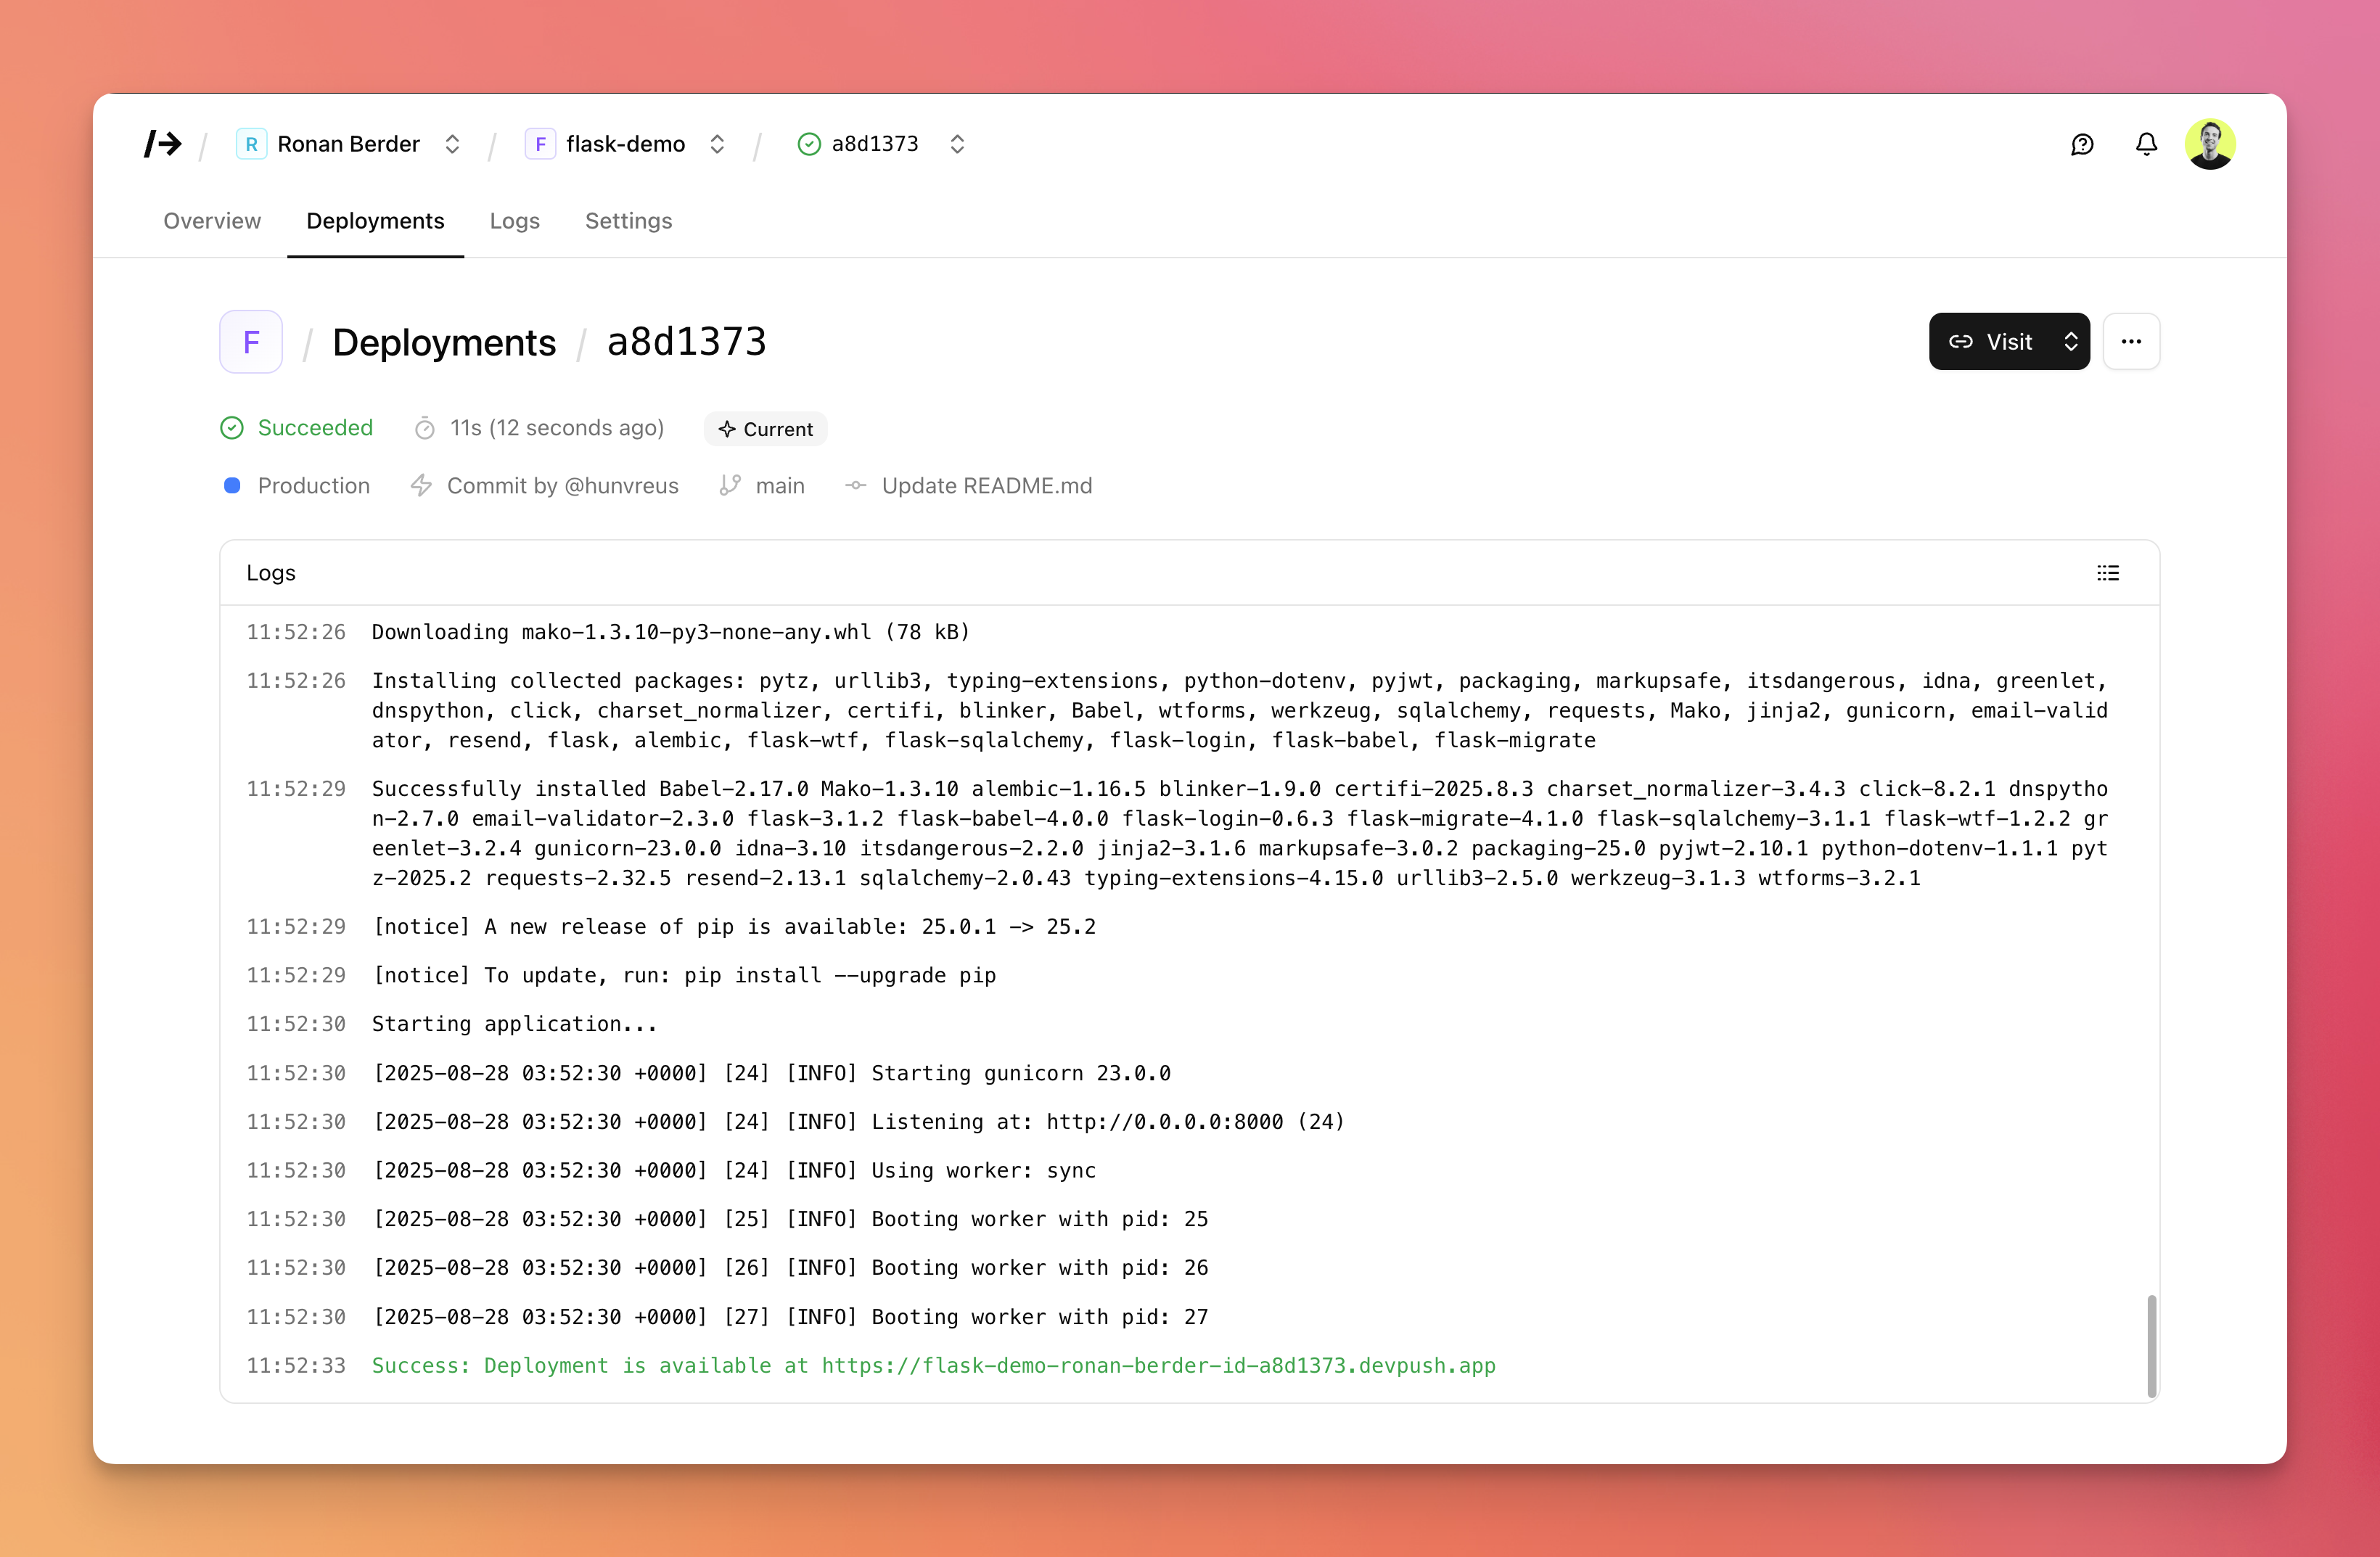 / R Ronan Berder / F flask-demo / a8d1373
Overview Deployments Logs Settings
F / Deployments / a8d1373
Visit
Succeeded 11s (12 seconds ago) Current
Production Commit by @hunvreus main Update README.md
Logs
11:52:26 Downloading mako-1.3.10-py3-none-any.whl (78 kB)
11:52:26 Installing collected packages: pytz, urllib3, typing-extensions, python-dotenv, pyjwt, packaging, markupsafe, itsdangerous, idna, greenlet,
dnspython, click, charset_normalizer, certifi, blinker, Babel, wtforms, werkzeug, sqlalchemy, requests, Mako, jinja2, gunicorn, email-valid
ator, resend, flask, alembic, flask-wtf, flask-sqlalchemy, flask-login, flask-babel, flask-migrate
11:52:29 Successfully installed Babel-2.17.0 Mako-1.3.10 alembic-1.16.5 blinker-1.9.0 certifi-2025.8.3 charset_normalizer-3.4.3 click-8.2.1 dnspytho
n-2.7.0 email-validator-2.3.0 flask-3.1.2 flask-babel-4.0.0 flask-login-0.6.3 flask-migrate-4.1.0 flask-sqlalchemy-3.1.1 flask-wtf-1.2.2 gr
eenlet-3.2.4 gunicorn-23.0.0 idna-3.10 itsdangerous-2.2.0 jinja2-3.1.6 markupsafe-3.0.2 packaging-25.0 pyjwt-2.10.1 python-dotenv-1.1.1 pyt
z-2025.2 requests-2.32.5 resend-2.13.1 sqlalchemy-2.0.43 typing-extensions-4.15.0 urllib3-2.5.0 werkzeug-3.1.3 wtforms-3.2.1
11:52:29 [notice] A new release of pip is available: 25.0.1 -> 25.2
11:52:29 [notice] To update, run: pip install --upgrade pip
11:52:30 Starting application...
11:52:30 [2025-08-28 03:52:30 +0000] [24] [INFO] Starting gunicorn 23.0.0
11:52:30 [2025-08-28 03:52:30 +0000] [24] [INFO] Listening at: http://0.0.0.0:8000 (24)
11:52:30 [2025-08-28 03:52:30 +0000] [24] [INFO] Using worker: sync
11:52:30 [2025-08-28 03:52:30 +0000] [25] [INFO] Booting worker with pid: 25
11:52:30 [2025-08-28 03:52:30 +0000] [26] [INFO] Booting worker with pid: 26
11:52:30 [2025-08-28 03:52:30 +0000] [27] [INFO] Booting worker with pid: 27
11:52:33 Success: Deployment is available at https://flask-demo-ronan-berder-id-a8d1373.devpush.app